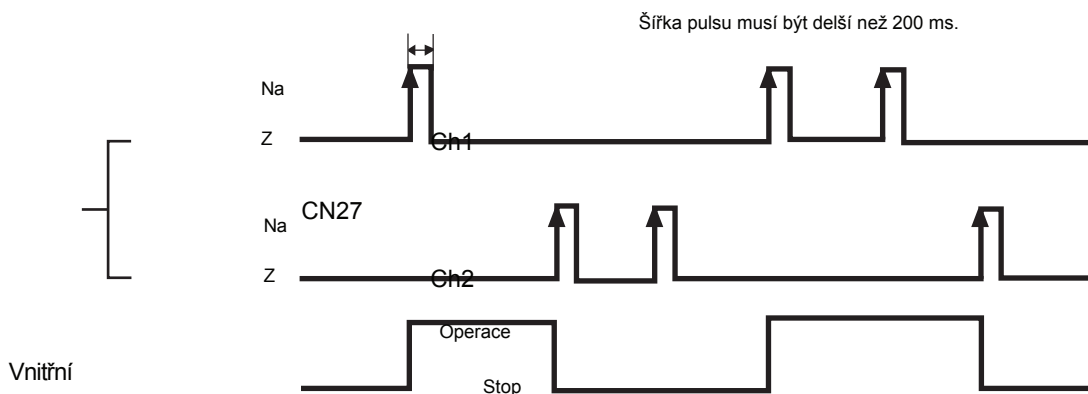 Šířka pulsu musí být delší než 200 ms.
Na
Z
Ch1
CN27
Na
Z
Ch2
Operace
Vnitřní
Stop